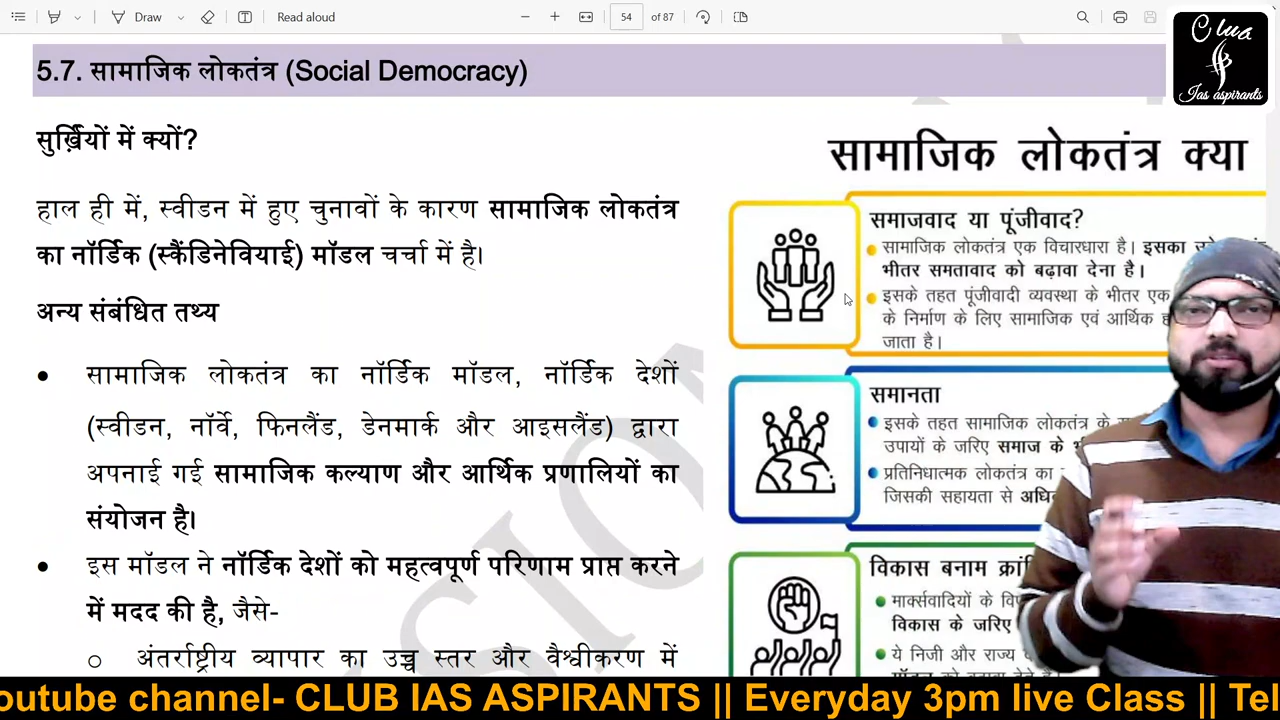 Draw
Read aloud
54
of 87
Clua
Ias aspirants
5.7. सामाजिक लोकतंत्र (Social Democracy)
सुर्ख़ियों में क्यों?
हाल ही में, स्वीडन में हुए चुनावों के कारण सामाजिक लोकतंत्र
का नॉर्डिक (स्कैंडिनेवियाई) मॉडल चर्चा में है।
अन्य संबंधित तथ्य
• सामाजिक लोकतंत्र का नॉर्डिक मॉडल, नॉर्डिक देशों
(स्वीडन, नॉर्वे, फिनलैंड, डेनमार्क और आइसलैंड) द्वारा
अपनाई गई सामाजिक कल्याण और आर्थिक प्रणालियों का
संयोजन है।
• इस मॉडल ने नॉर्डिक देशों को महत्वपूर्ण परिणाम प्राप्त करने
में मदद की है, जैसे-
o अंतर्राष्ट्रीय व्यापार का उच्च स्तर और वैश्वीकरण में
सामाजिक लोकतंत्र क्या
समाजवाद या पूंजीवाद?
• सामाजिक लोकतंत्र एक विचारधारा है। इसका
भीतर समतावाद को बढ़ावा देना है।
• इसके तहत पूंजीवादी व्यवस्था के भीतर एक
के निर्माण के लिए सामाजिक एवं आर्थिक
जाता है।
समानता
• इसके तहत सामाजिक लोकतंत्र के
उपायों के जरिए समाज के
• प्रतिनिधात्मक लोकतंत्र का
जिसकी सहायता से
विकास बनाम
• मार्क्सवादियों के
विकास के जरिए
• ये निजी और राज्य
outube channel- CLUB IAS ASPIRANTS || Everyday 3pm live Class || Tel